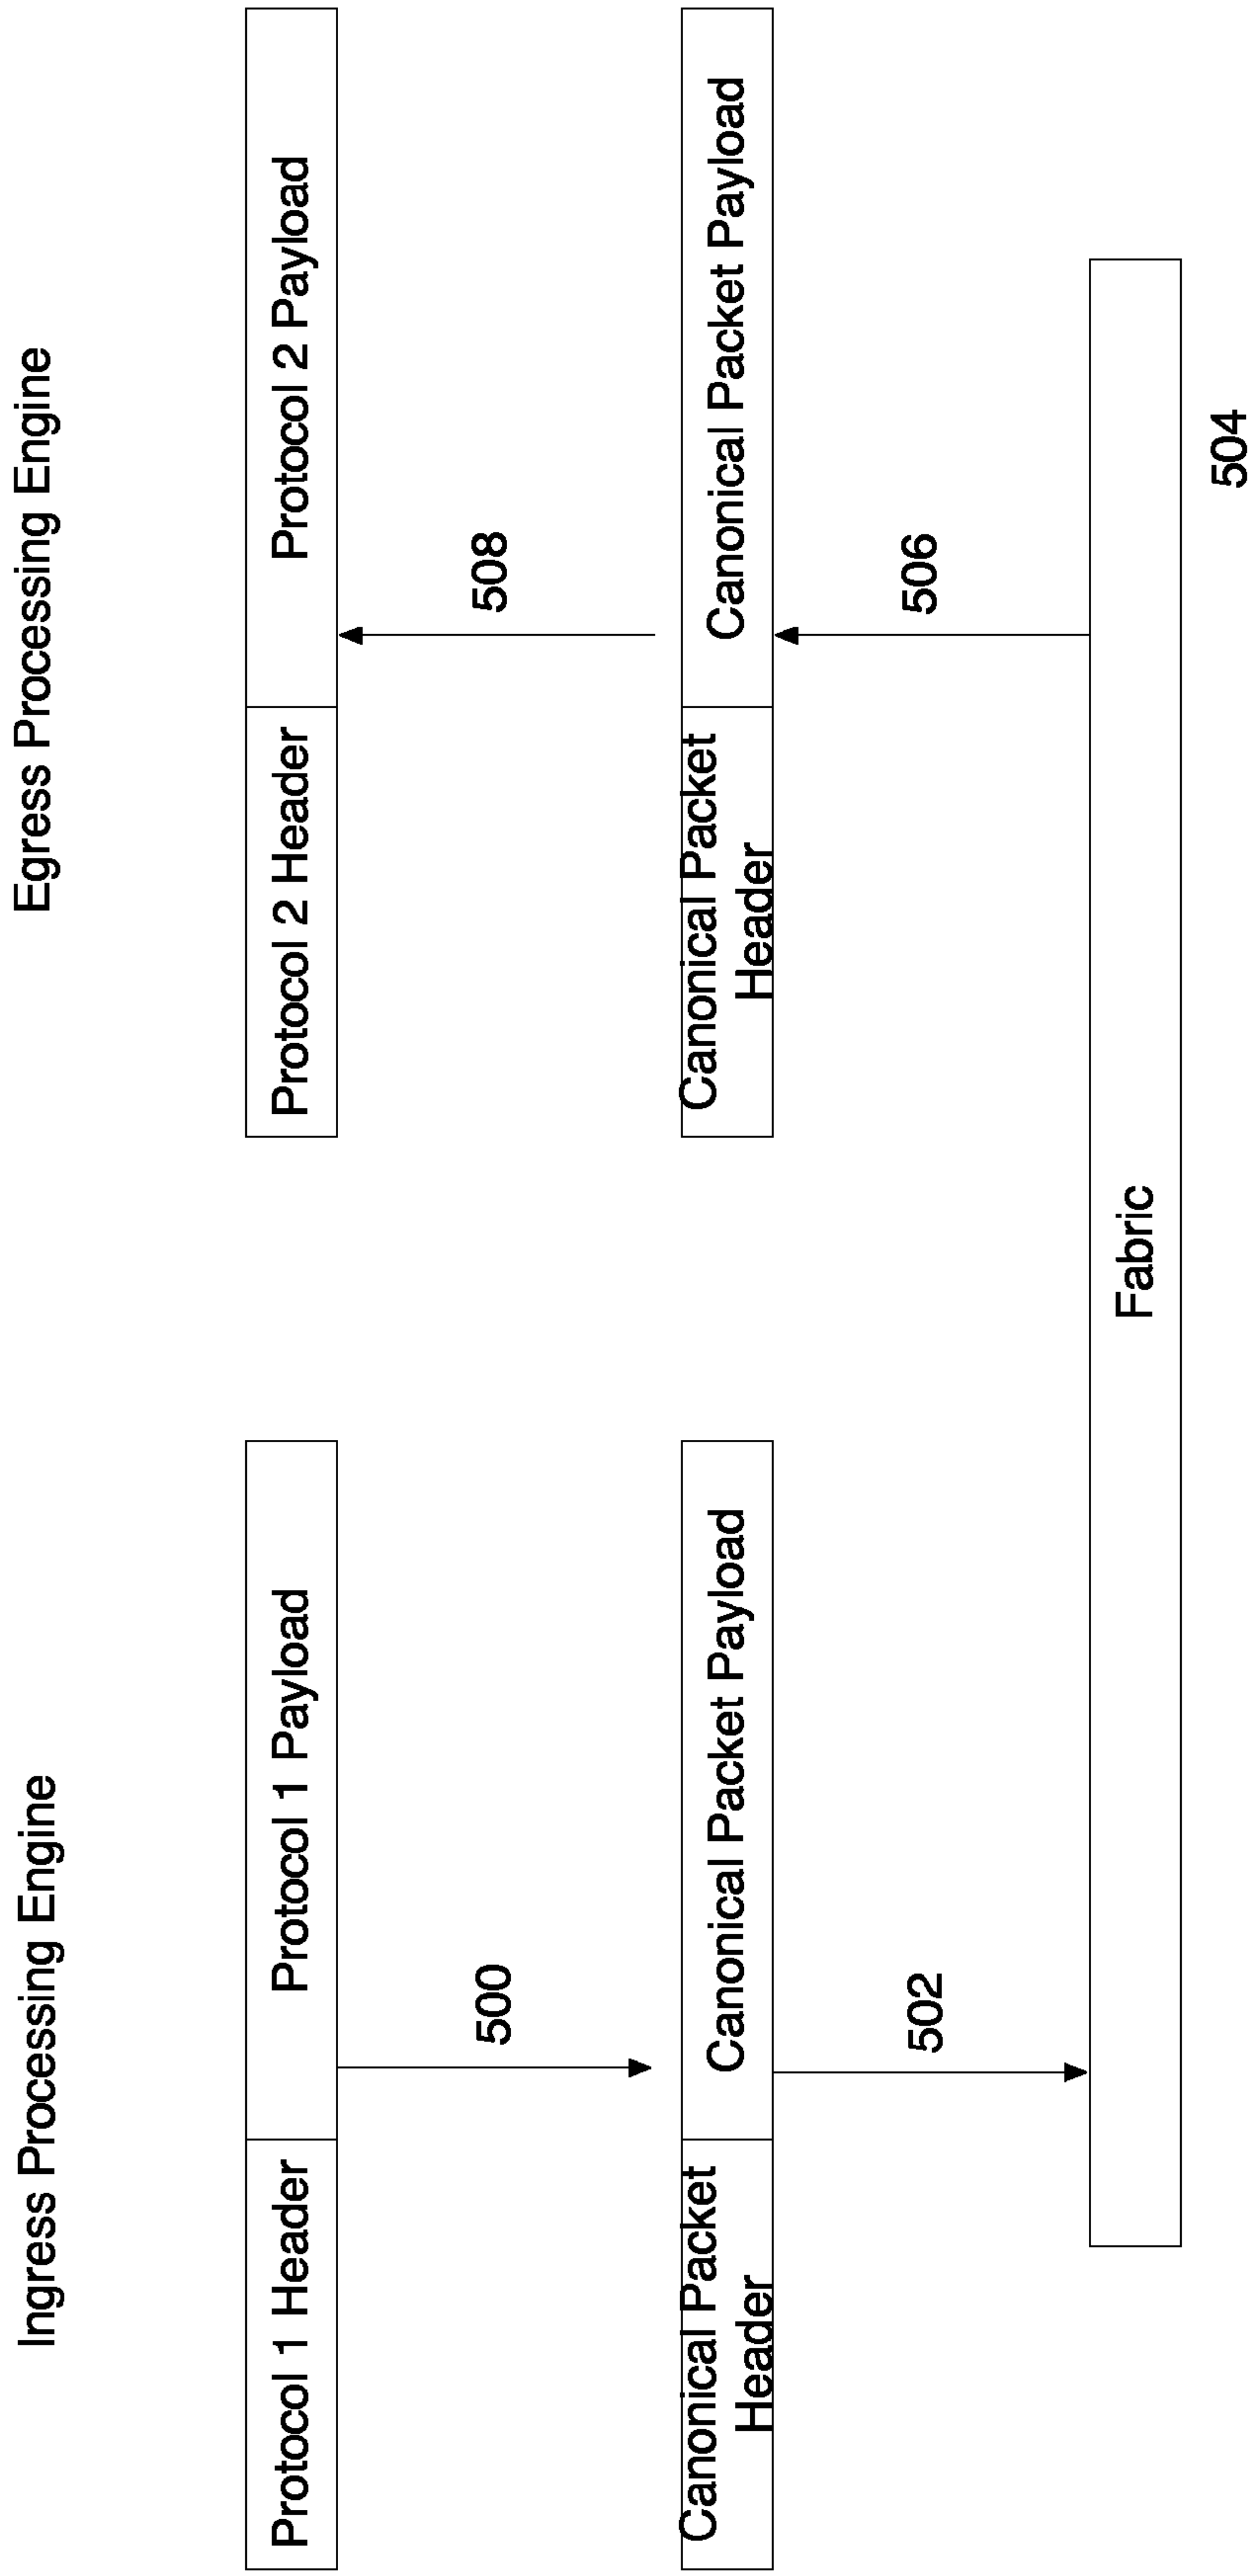 Ingress Processing Engine
Egress Processing Engine
Protocol 1 Header
Protocol 1 Payload
Protocol 2 Header
Protocol 2 Payload
500
508
Canonical Packet
Header
Canonical Packet Payload
Canonical Packet
Header
Canonical Packet Payload
502
506
Fabric
504